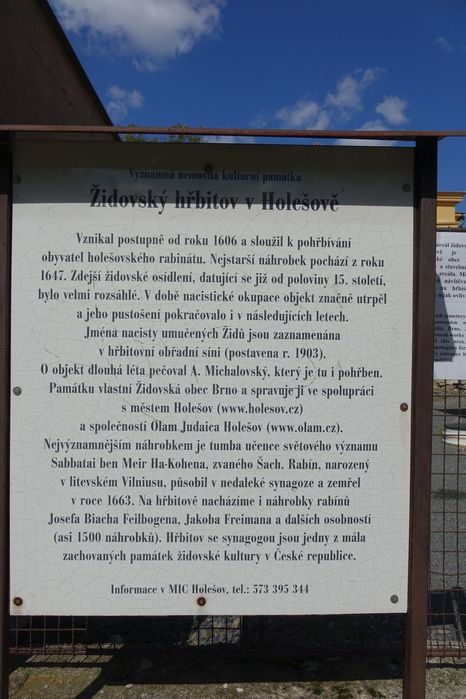 Významná nemovitá kulturní památka
Židovský hřbitov v Holešově
Vznikal postupně od roku 1606 a sloužil k pohřbívání
obyvatel holešovského rabinátu. Nejstarší náhrobek pochází z roku
1647. Zdejší židovské osídlení, datující se již od poloviny 15. století,
bylo velmi rozsáhlé. V době nacistické okupace objekt značně utrpěl
a jeho pustošení pokračovalo i v následujících letech.
Jména nacisty umučených Židů jsou zaznamenána
v hřbitovní obřadní síni (postavena r. 1903).
O objekt dlouhá léta pečoval A. Michalovský, který je tu i pohřben.
Památku vlastní Židovská obec Brno a spravuje ji ve spolupráci
s městem Holešov (www.holesov.cz)
a společností Olam Judaica Holešov (www.olam.cz).
Nejvýznamnějším náhrobkem je tumba učence světového významu
Sabbatai ben Meir Ha-Kohena, zvaného Šach. Rabín, narozený
v litevském Vilniusu, působil v nedaleké synagoze a zemřel
v roce 1663. Na hřbitově nacházíme i náhrobky rabínů
Josefa Biacha Feilbogena, Jakoba Freimana a dalších osobností
(asi 1500 náhrobků). Hřbitov se synagogou jsou jedny z mála
zachovaných památek židovské kultury v České republice.
Informace v MIC Holešov, tel.: 573 395 344